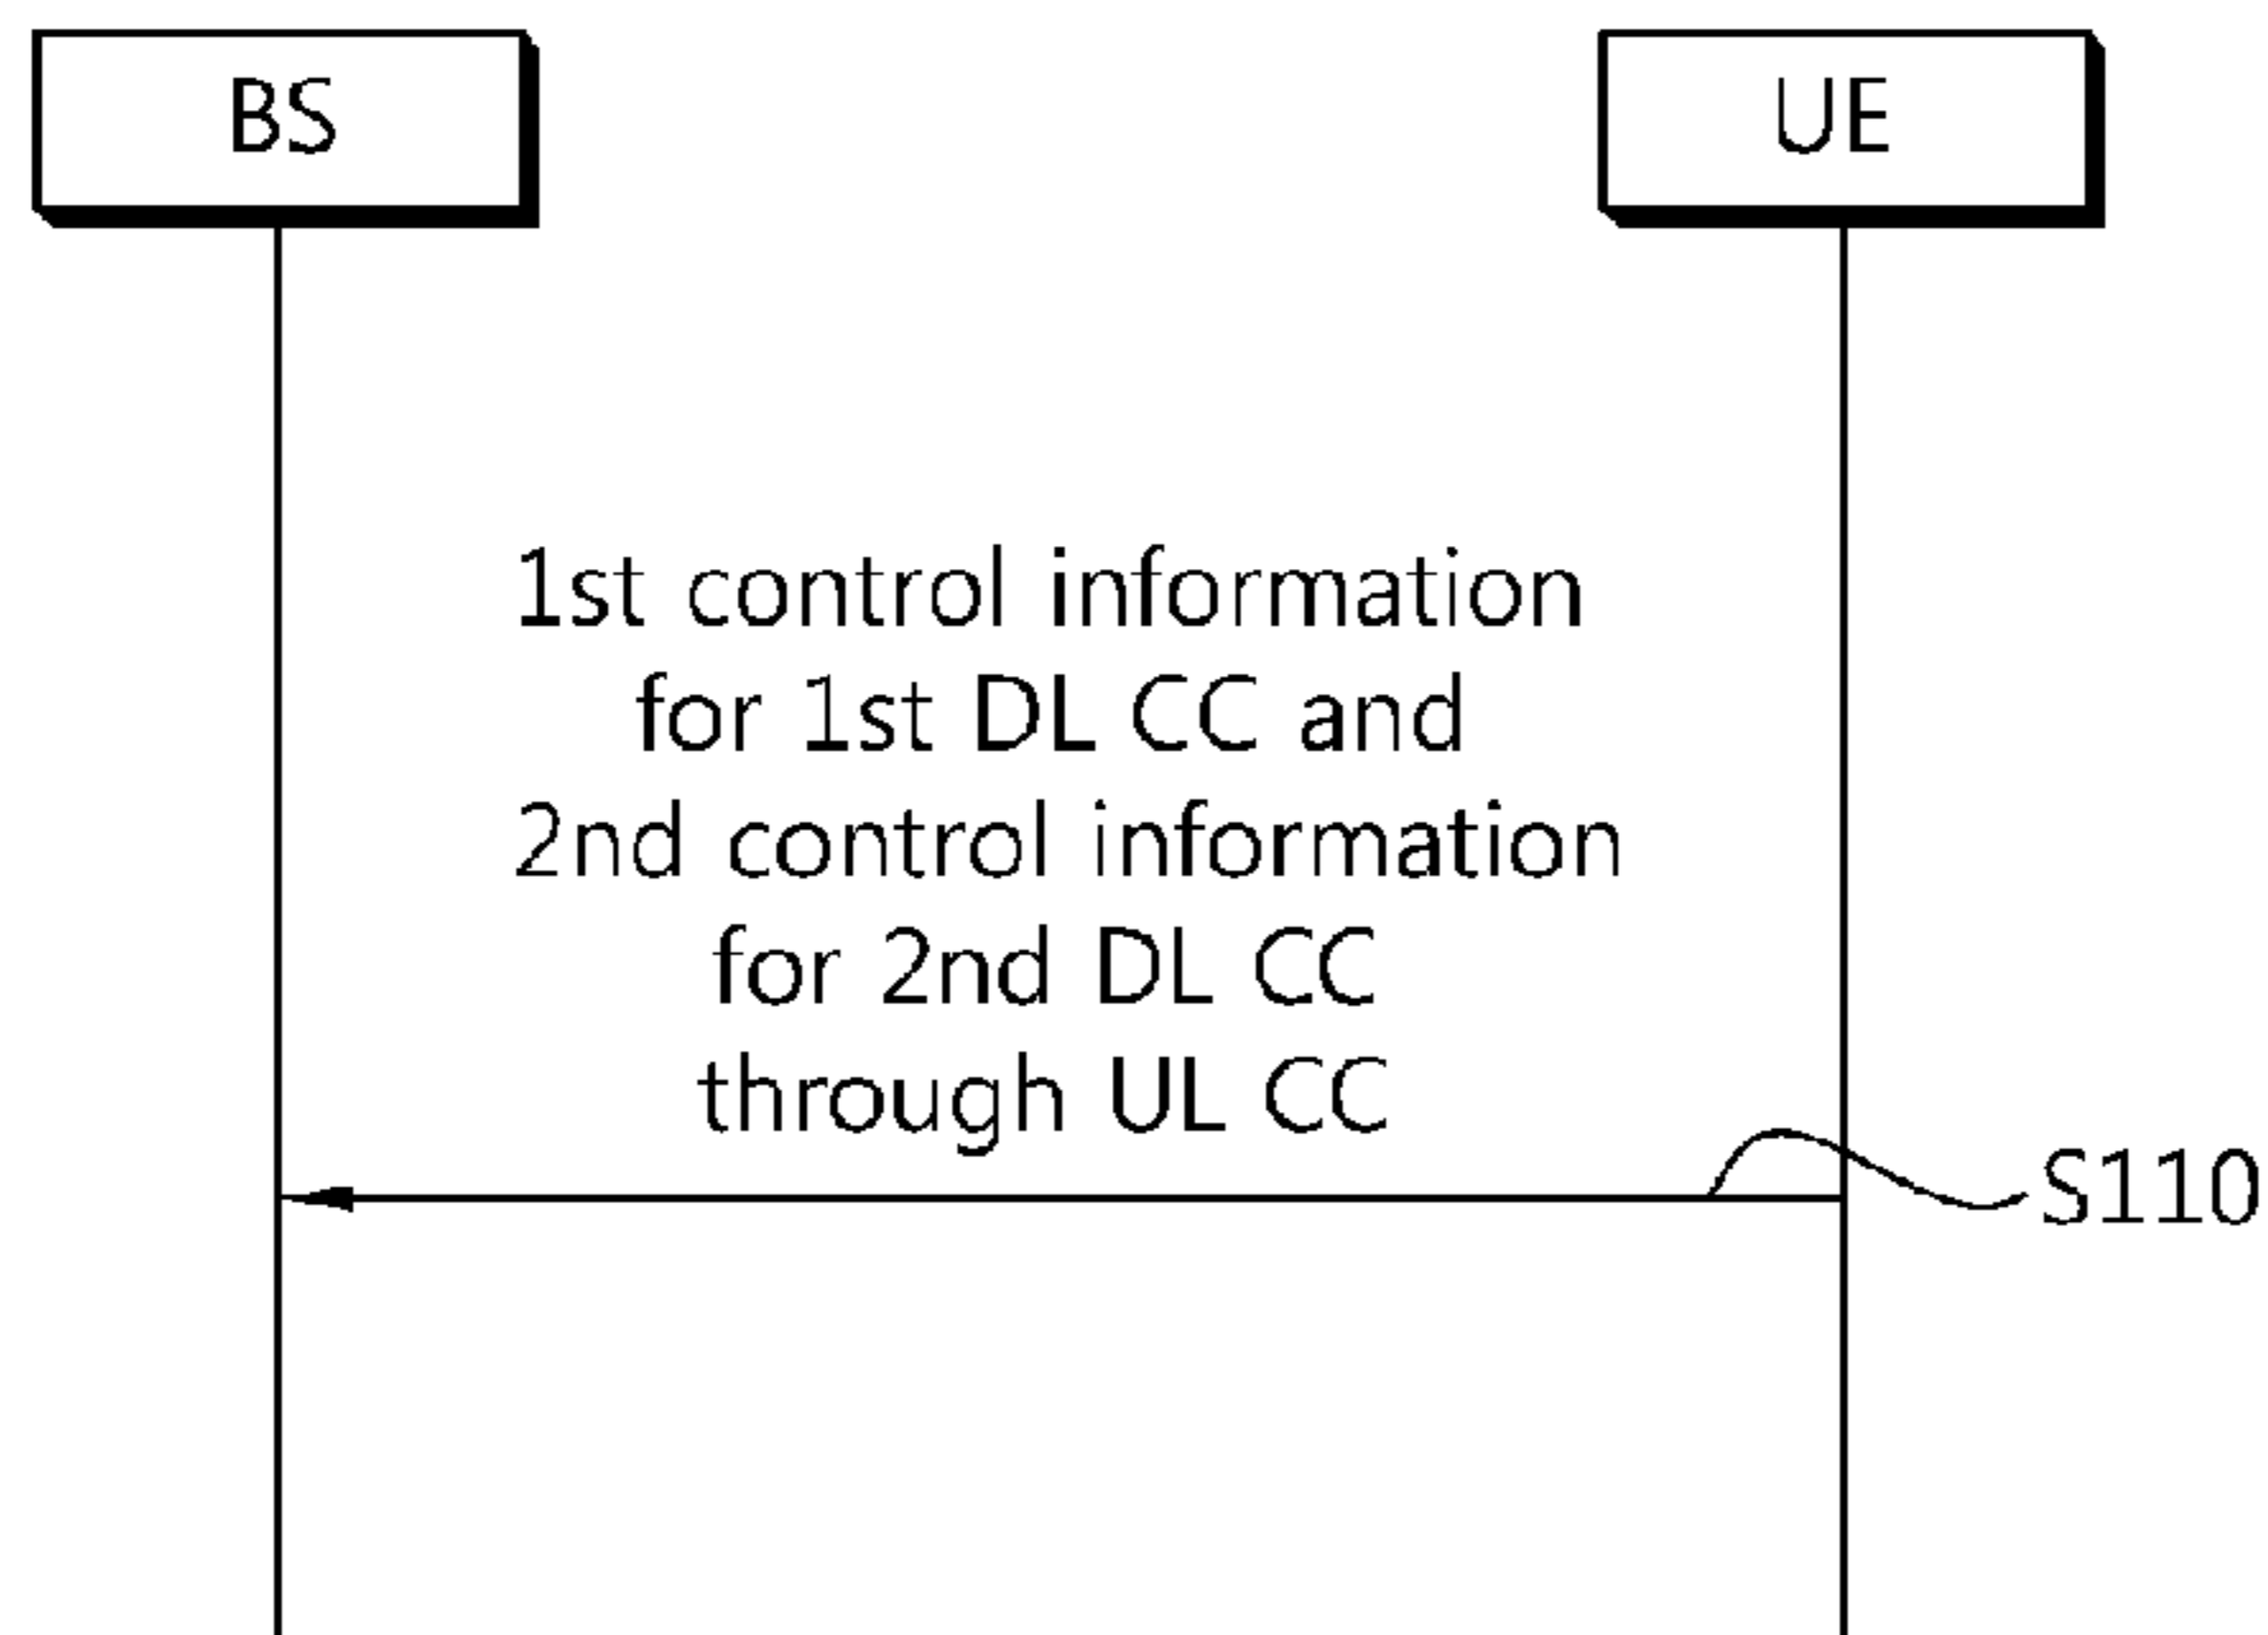 BS
UE
1st control information
for 1st DL CC and
2nd control information
for 2nd DL CC
through UL CC
S110